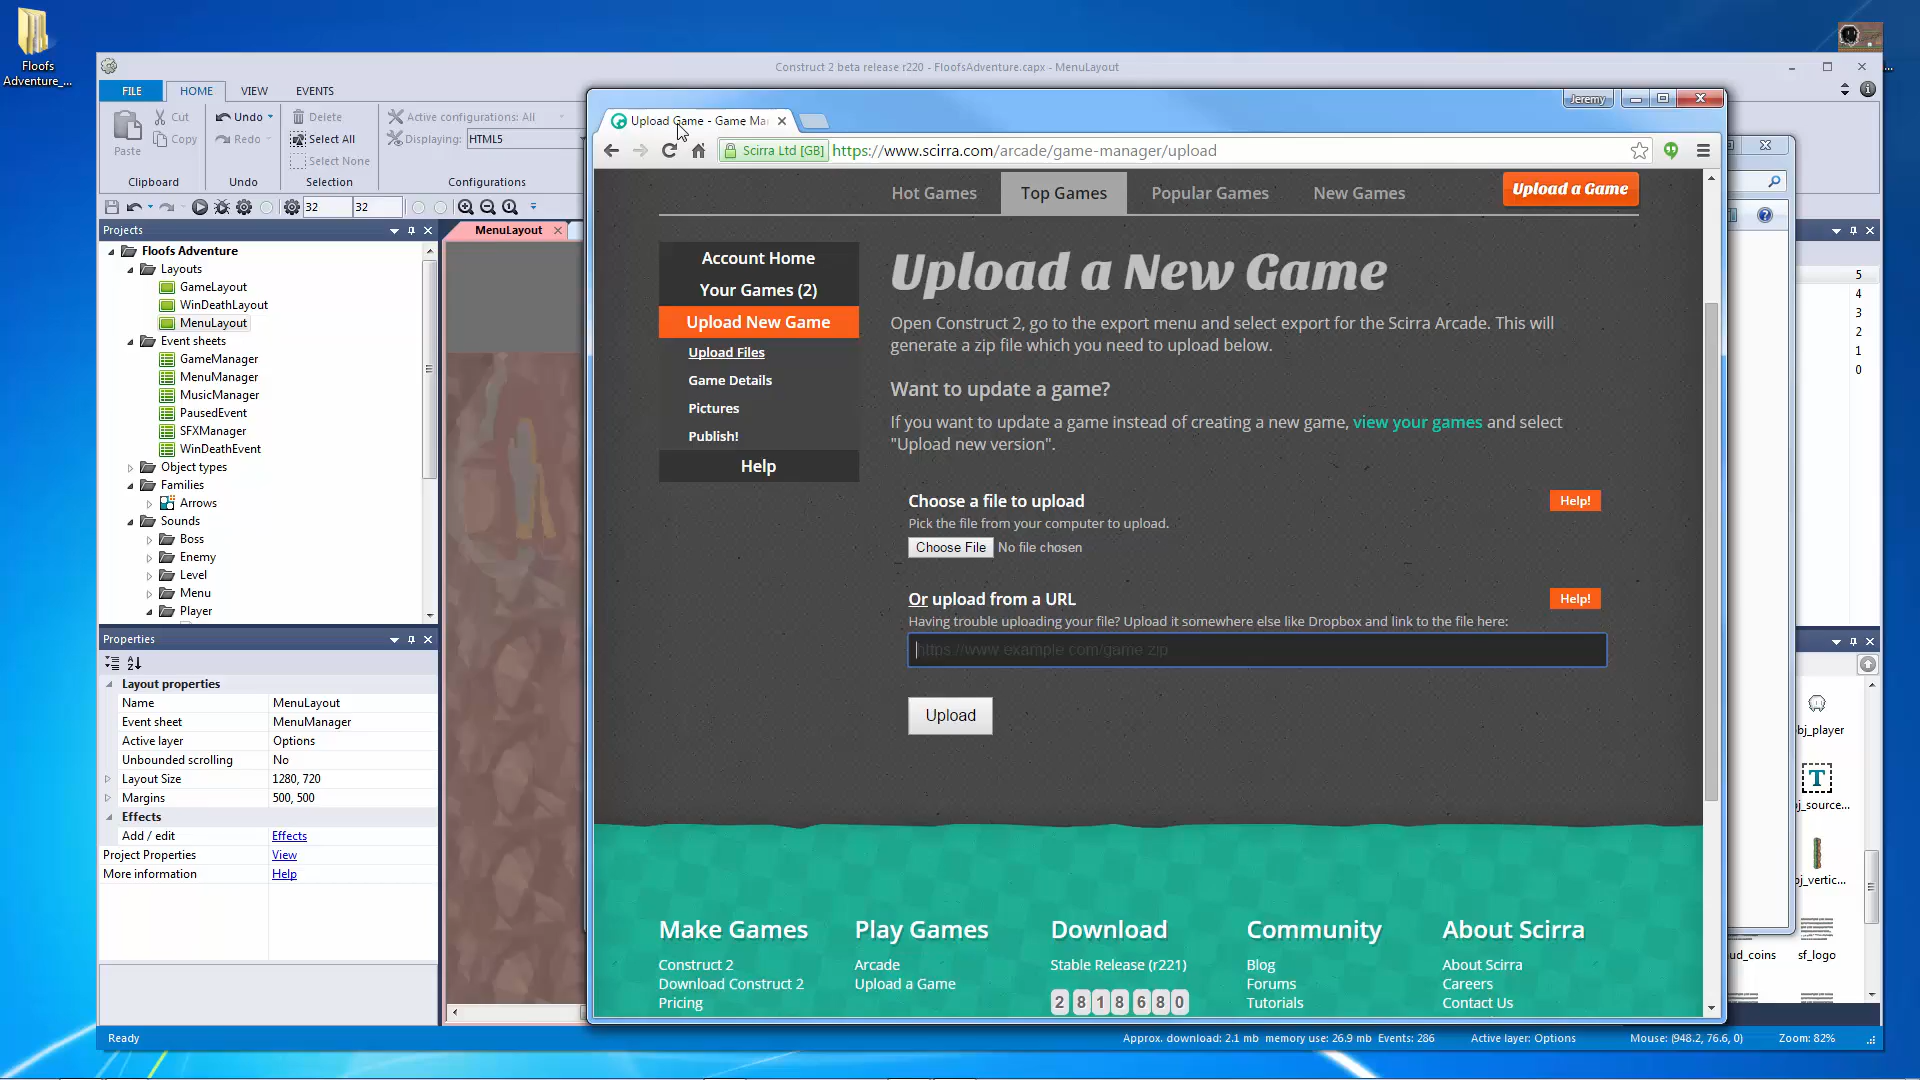 Floofs
Adventure_...
Construct 2 beta release r220 - FloofsAdventure.capx - MenuLayout
FILE HOME VIEW EVENTS
Paste
Cut
Copy
Clipboard
Undo
Redo
Undo
Delete
Select All
Select None
Selection
Active configurations: All
Displaying: HTML5
Configurations
32 32
Projects
Floofs Adventure
Layouts
GameLayout
WinDeathLayout
MenuLayout
Event sheets
GameManager
MenuManager
MusicManager
PausedEvent
SFXManager
WinDeathEvent
Object types
Families
Arrows
Sounds
Boss
Enemy
Level
Menu
Player
Properties
Layout properties
Name MenuLayout
Event sheet MenuManager
Active layer Options
Unbounded scrolling No
Layout Size 1280, 720
Margins 500, 500
Effects
Add / edit Effects
Project Properties View
More information Help
MenuLayout
Jeremy
Upload Game - Game Ma
Scirra Ltd [GB] https://www.scirra.com/arcade/game-manager/upload
Hot Games Top Games Popular Games New Games Upload a Game
Account Home
Your Games (2)
Upload New Game
Upload Files
Game Details
Pictures
Publish!
Help
Upload a New Game
Open Construct 2, go to the export menu and select export for the Scirra Arcade. This will
generate a zip file which you need to upload below.
Want to update a game?
If you want to update a game instead of creating a new game, view your games and select
"Upload new version".
Choose a file to upload Help!
Pick the file from your computer to upload.
Choose File No file chosen
Or upload from a URL Help!
Having trouble uploading your file? Upload it somewhere else like Dropbox and link to the file here:
https://www.example.com/game.zip
Upload
Make Games
Construct 2
Download Construct 2
Pricing
Play Games
Arcade
Upload a Game
Download
Stable Release (r221)
2818680
Community
Blog
Forums
Tutorials
About Scirra
About Scirra
Careers
Contact Us
5
4
3
2
1
0
bj_player
T
bj_source...
bj_vertic...
ud_coins
sf_logo
Ready
Approx. download: 2.1 mb memory use: 26.9 mb Events: 286 Active layer: Options Mouse: (948.2, 76.6, 0) Zoom: 82%